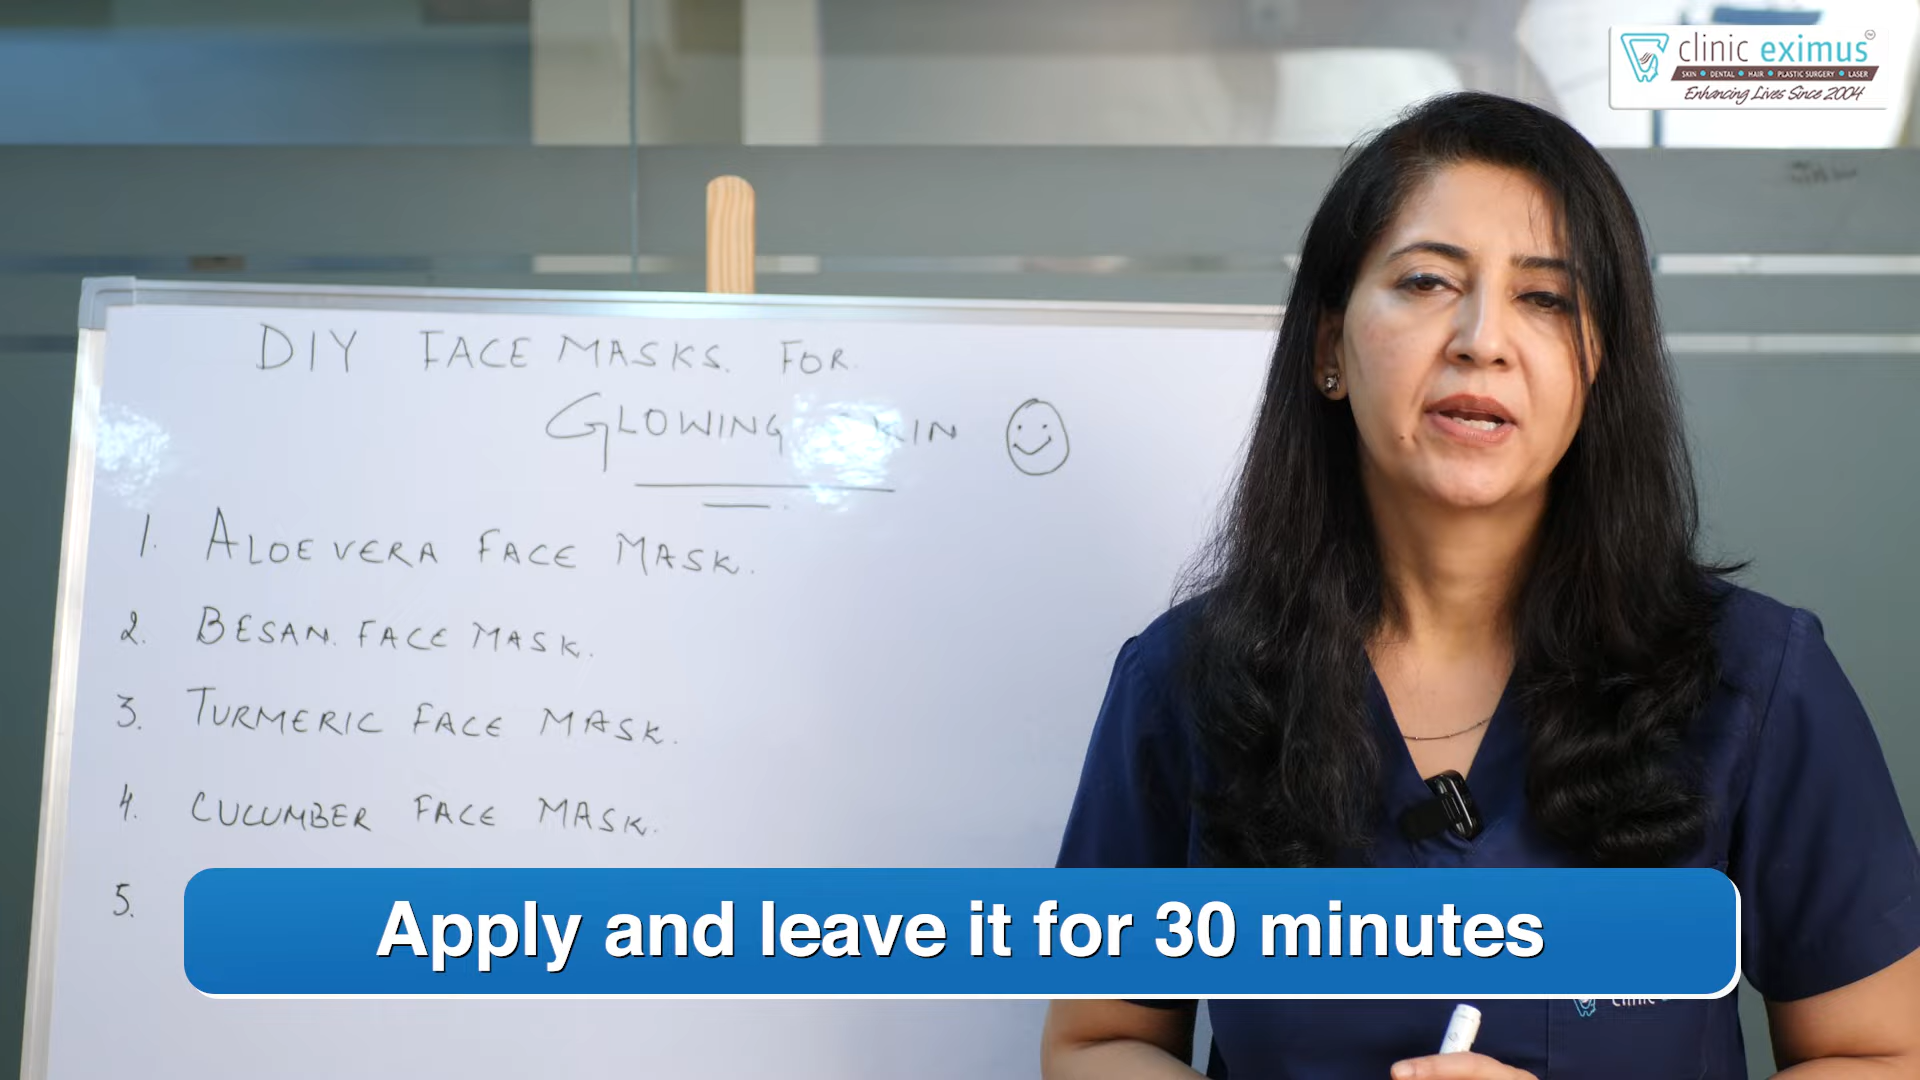 clinic eximus
SKIN • DENTAL • HAIR • PLASTIC SURGERY • LASER
Enhancing Lives Since 2004
DIY FACE MASKS. FOR.
GLOWING SKIN
1. ALOEVERA FACE MASK.
2. BESAN. FACE MASK.
3. TURMERIC FACE MASK.
4. CUCUMBER FACE MASK.
5.
Apply and leave it for 30 minutes
clinic